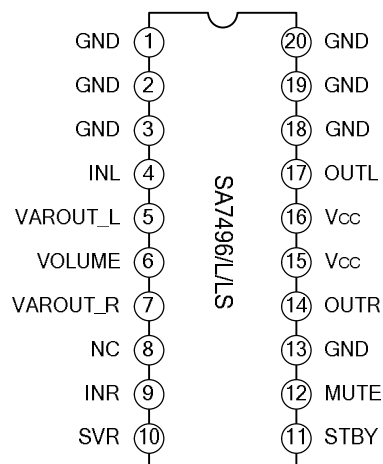 GND 1 20 GND
GND 2 19 GND
GND 3 18 GND
INL 4 17 OUTL
VAROUT_L 5 16 Vcc
VOLUME 6 15 Vcc
VAROUT_R 7 14 OUTR
NC 8 13 GND
INR 9 12 MUTE
SVR 10 11 STBY
SA7496/L/LS